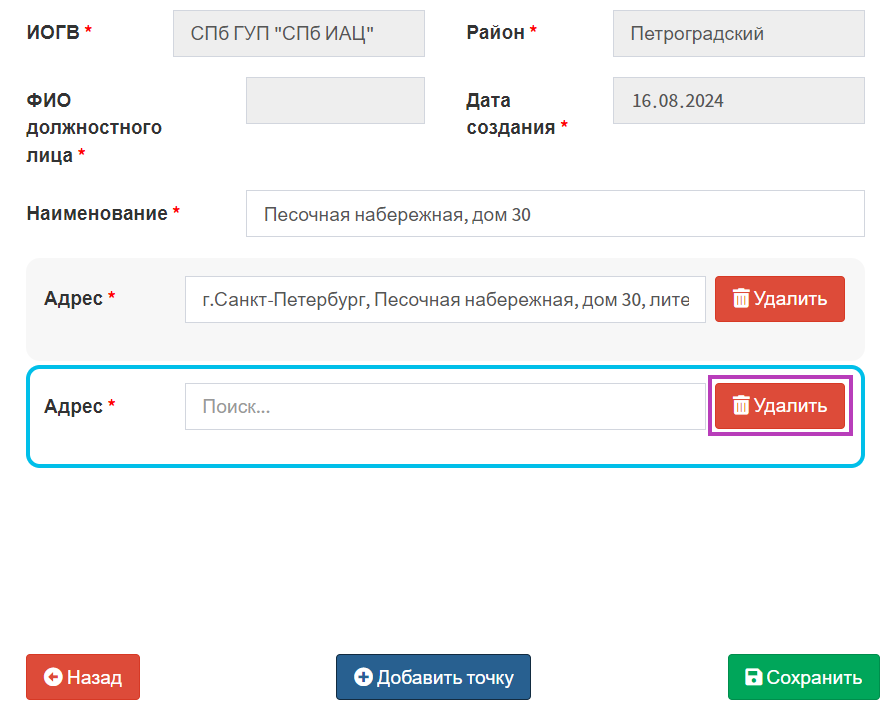 ИОГВ * СПб ГУП "СПб ИАЦ" Район * Петроградский
ФИО
должностного
лица *
Дата
создания *
16.08.2024
Наименование * Песочная набережная, дом 30
Адрес * г.Санкт-Петербург, Песочная набережная, дом 30, лите Удалить
Адрес * Поиск... Удалить
Назад Добавить точку Сохранить